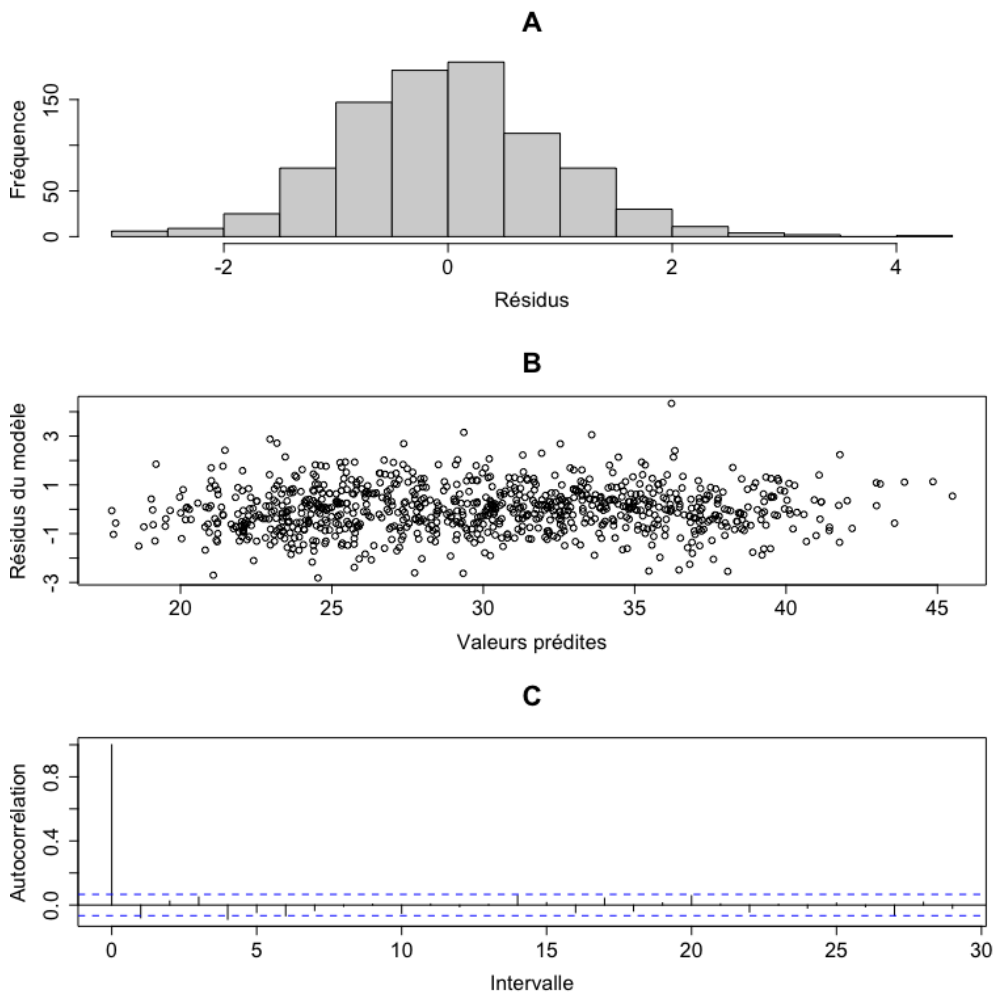 A
Fréquence
150
50
0
-2 0 2 4
Résidus
B
Résidus du modèle
3
1
-1
-3
20 25 30 35 40 45
Valeurs prédites
C
Autocorrélation
0.8
0.4
0.0
0 5 10 15 20 25 30
Intervalle